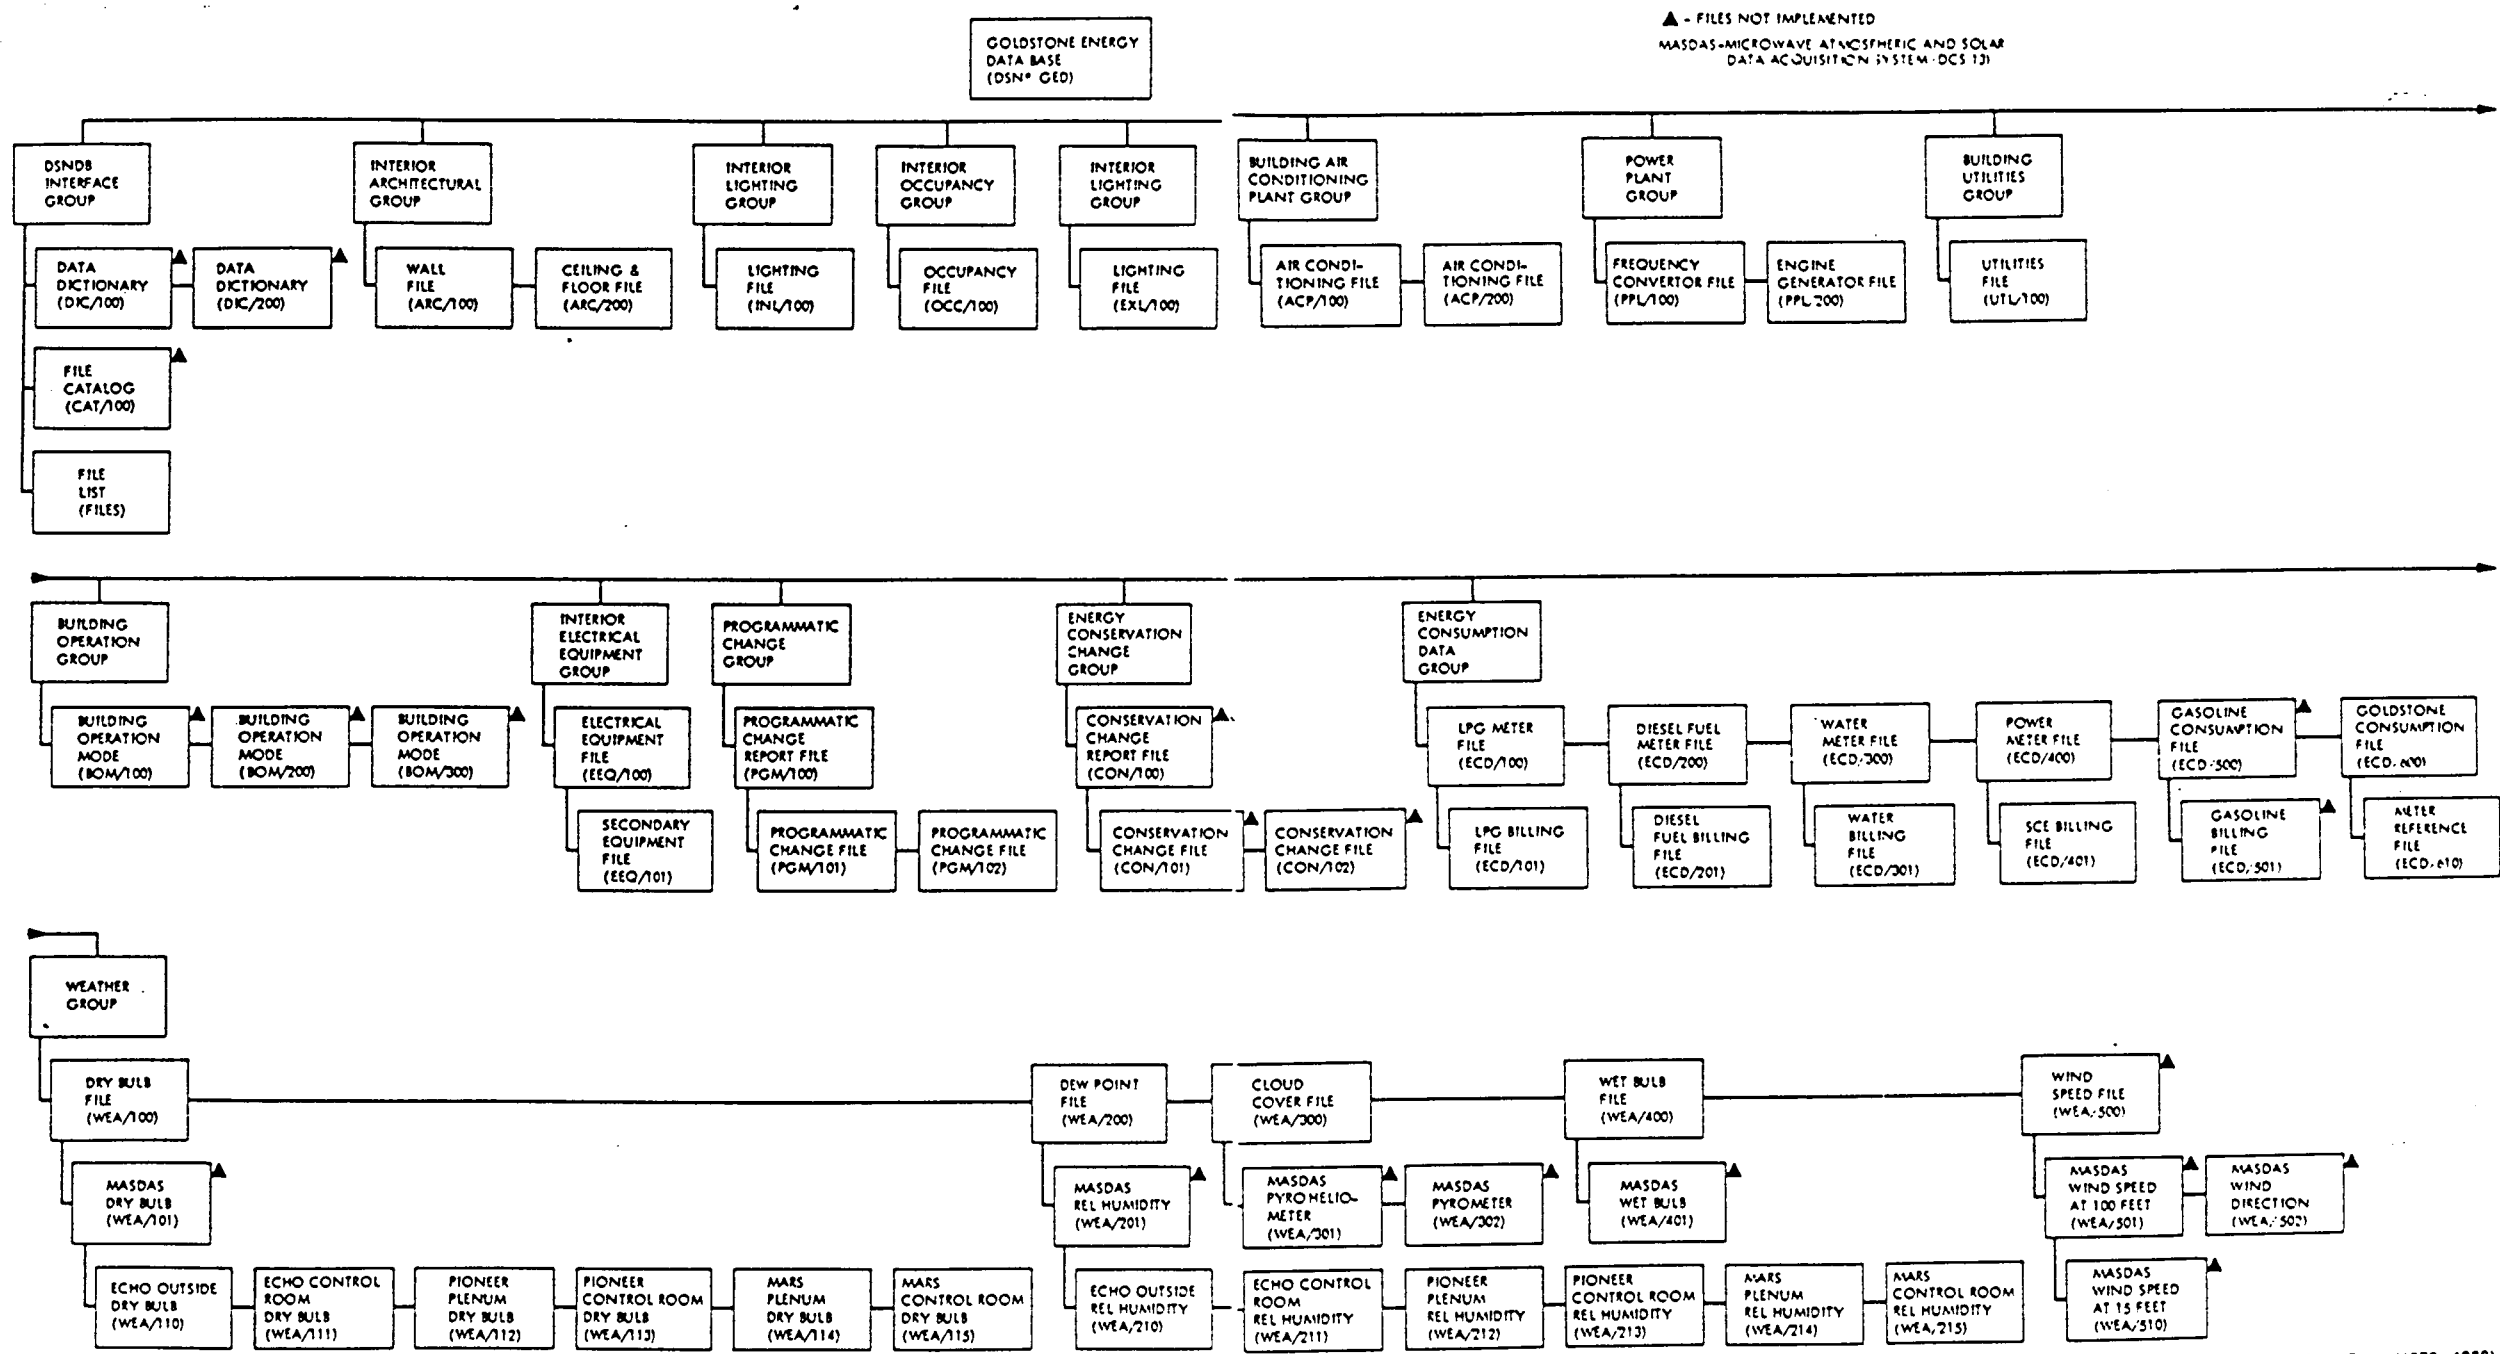 ▲ - FILES NOT IMPLEMENTED
MASDAS-MICROWAVE ATMOSPHERIC AND SOLAR
DATA ACQUISITION SYSTEM-DCS 13)
GOLDSTONE ENERGY
DATA BASE
(DSN* GED)
DSNDB
INTERFACE
GROUP
INTERIOR
ARCHITECTURAL
GROUP
INTERIOR
LIGHTING
GROUP
INTERIOR
OCCUPANCY
GROUP
INTERIOR
LIGHTING
GROUP
BUILDING AIR
CONDITIONING
PLANT GROUP
POWER
PLANT
GROUP
BUILDING
UTILITIES
GROUP
DATA
DICTIONARY
(DIC/100)
DATA
DICTIONARY
(DIC/200)
WALL
FILE
(ARC/100)
CEILING &
FLOOR FILE
(ARC/200)
LIGHTING
FILE
(INL/100)
OCCUPANCY
FILE
(OCC/100)
LIGHTING
FILE
(EXL/100)
AIR CONDI-
TIONING FILE
(ACP/100)
AIR CONDI-
TIONING FILE
(ACP/200)
FREQUENCY
CONVERTOR FILE
(PPL/100)
ENGINE
GENERATOR FILE
(PPL/200)
UTILITIES
FILE
(UTL/100)
FILE
CATALOG
(CAT/100)
FILE
LIST
(FILES)
BUILDING
OPERATION
GROUP
INTERIOR
ELECTRICAL
EQUIPMENT
GROUP
PROGRAMMATIC
CHANGE
GROUP
ENERGY
CONSERVATION
CHANGE
GROUP
ENERGY
CONSUMPTION
DATA
GROUP
BUILDING
OPERATION
MODE
(BOM/100)
BUILDING
OPERATION
MODE
(BOM/200)
BUILDING
OPERATION
MODE
(BOM/300)
ELECTRICAL
EQUIPMENT
FILE
(EEQ/100)
PROGRAMMATIC
CHANGE
REPORT FILE
(PGM/100)
CONSERVATION
CHANGE
REPORT FILE
(CON/100)
LPG METER
FILE
(ECD/100)
DIESEL FUEL
METER FILE
(ECD/200)
WATER
METER FILE
(ECD/300)
POWER
METER FILE
(ECD/400)
GASOLINE
CONSUMPTION
FILE
(ECD/500)
GOLDSTONE
CONSUMPTION
FILE
(ECD/600)
SECONDARY
EQUIPMENT
FILE
(EEQ/101)
PROGRAMMATIC
CHANGE FILE
(PGM/101)
PROGRAMMATIC
CHANGE FILE
(PGM/102)
CONSERVATION
CHANGE FILE
(CON/101)
CONSERVATION
CHANGE FILE
(CON/102)
LPG BILLING
FILE
(ECD/101)
DIESEL
FUEL BILLING
FILE
(ECD/201)
WATER
BILLING
FILE
(ECD/301)
SCE BILLING
FILE
(ECD/401)
GASOLINE
BILLING
FILE
(ECD/501)
METER
REFERENCE
FILE
(ECD/610)
WEATHER
GROUP
DRY BULB
FILE
(WEA/100)
DEW POINT
FILE
(WEA/200)
CLOUD
COVER FILE
(WEA/300)
WET BULB
FILE
(WEA/400)
WIND
SPEED FILE
(WEA/500)
MASDAS
DRY BULB
(WEA/101)
MASDAS
REL HUMIDITY
(WEA/201)
MASDAS
PYROHELIO-
METER
(WEA/301)
MASDAS
PYROMETER
(WEA/302)
MASDAS
WET BULB
(WEA/401)
MASDAS
WIND SPEED
AT 100 FEET
(WEA/501)
MASDAS
WIND
DIRECTION
(WEA/502)
ECHO OUTSIDE
DRY BULB
(WEA/110)
ECHO CONTROL
ROOM
DRY BULB
(WEA/111)
PIONEER
PLENUM
DRY BULB
(WEA/112)
PIONEER
CONTROL ROOM
DRY BULB
(WEA/113)
MARS
PLENUM
DRY BULB
(WEA/114)
MARS
CONTROL ROOM
DRY BULB
(WEA/115)
ECHO OUTSIDE
REL HUMIDITY
(WEA/210)
ECHO CONTROL
ROOM
REL HUMIDITY
(WEA/211)
PIONEER
PLENUM
REL HUMIDITY
(WEA/212)
PIONEER
CONTROL ROOM
REL HUMIDITY
(WEA/213)
MARS
PLENUM
REL HUMIDITY
(WEA/214)
MARS
CONTROL ROOM
REL HUMIDITY
(WEA/215)
MASDAS
WIND SPEED
AT 15 FEET
(WEA/510)